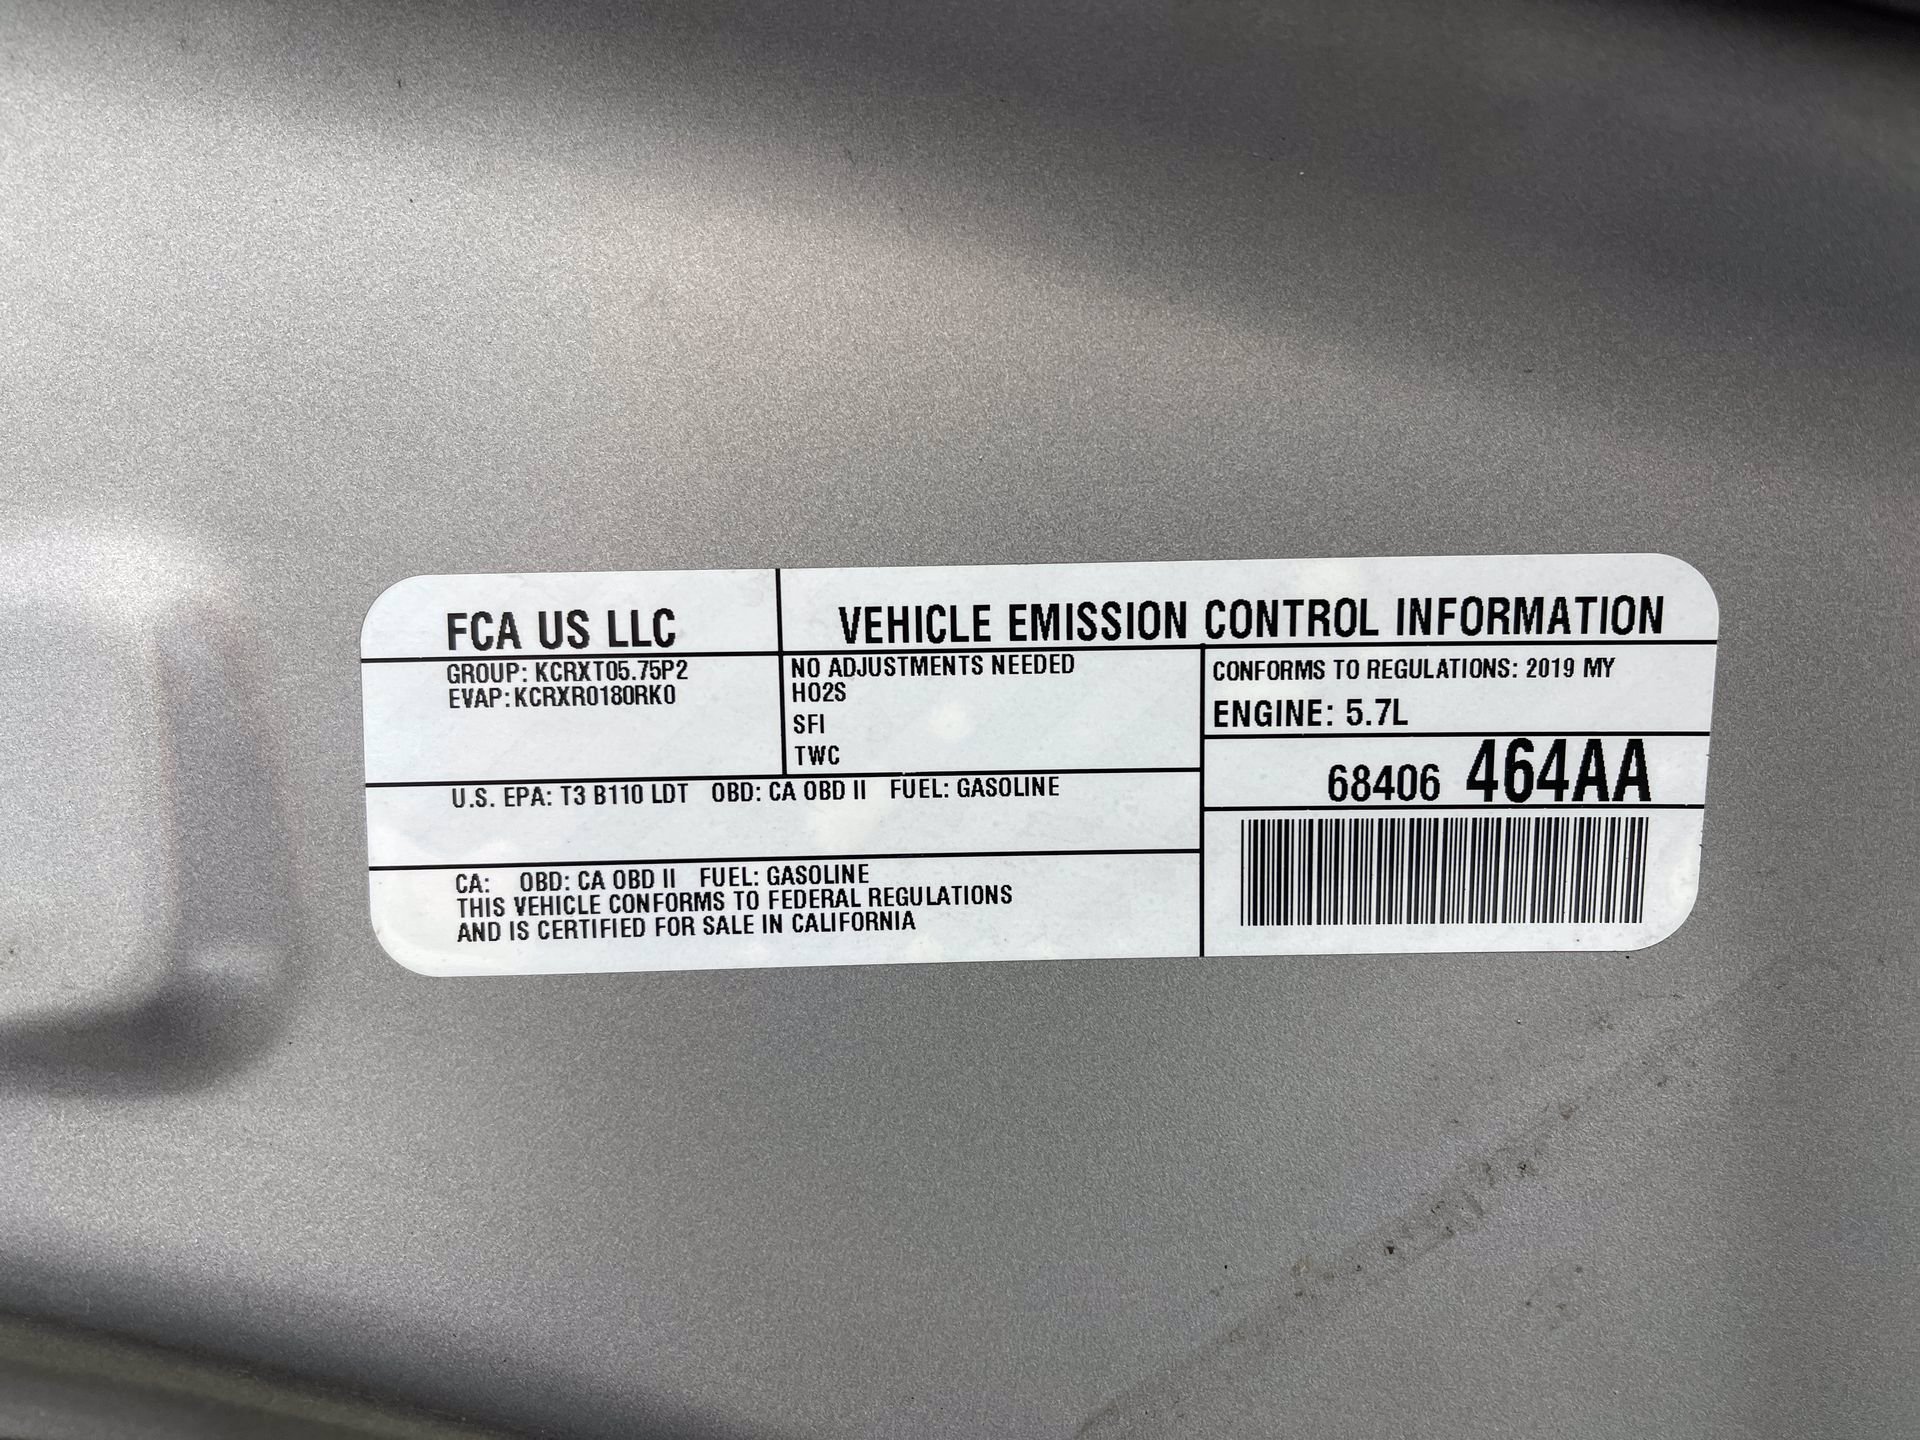 FCA US LLC
VEHICLE EMISSION CONTROL INFORMATION
GROUP: KCRXT05.75P2
EVAP: KCRXR0180RK0
NO ADJUSTMENTS NEEDED
HO2S
SFI
TWC
CONFORMS TO REGULATIONS: 2019 MY
ENGINE: 5.7L
68406 464AA
U.S. EPA: T3 B110 LDT OBD: CA OBD II FUEL: GASOLINE
CA: OBD: CA OBD II FUEL: GASOLINE
THIS VEHICLE CONFORMS TO FEDERAL REGULATIONS
AND IS CERTIFIED FOR SALE IN CALIFORNIA